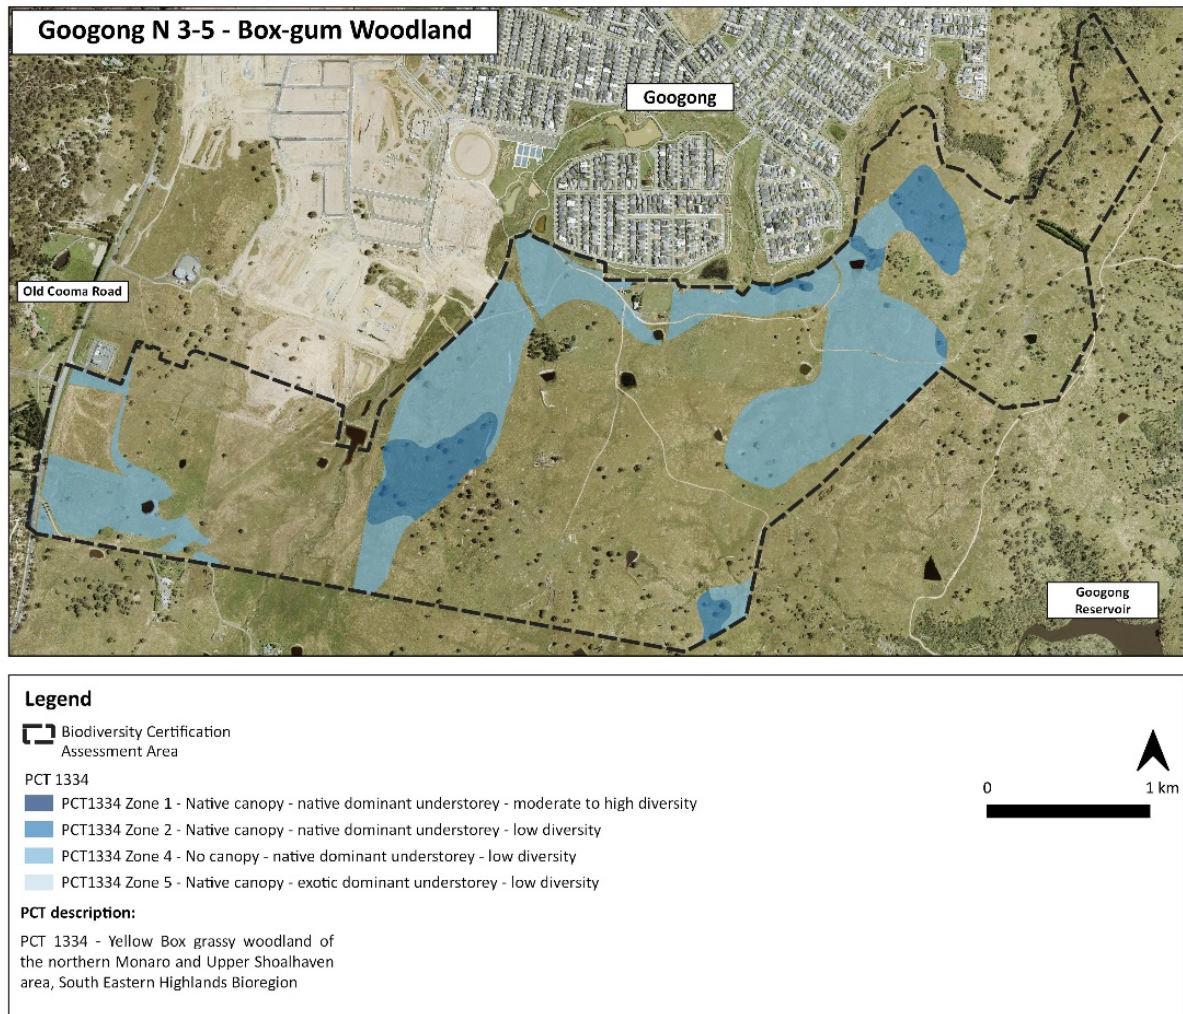 Googong N 3-5 - Box-gum Woodland
Googong
Old Cooma Road
Googong
Reservoir
Legend
Biodiversity Certification
Assessment Area
0
1 km
PCT 1334
PCT1334 Zone 1 - Native canopy - native dominant understorey - moderate to high diversity
PCT1334 Zone 2 - Native canopy - native dominant understorey - low diversity
PCT1334 Zone 4 - No canopy - native dominant understorey - low diversity
PCT1334 Zone 5 - Native canopy - exotic dominant understorey - low diversity
PCT description:
PCT 1334 - Yellow Box grassy woodland of
the northern Monaro and Upper Shoalhaven
area, South Eastern Highlands Bioregion